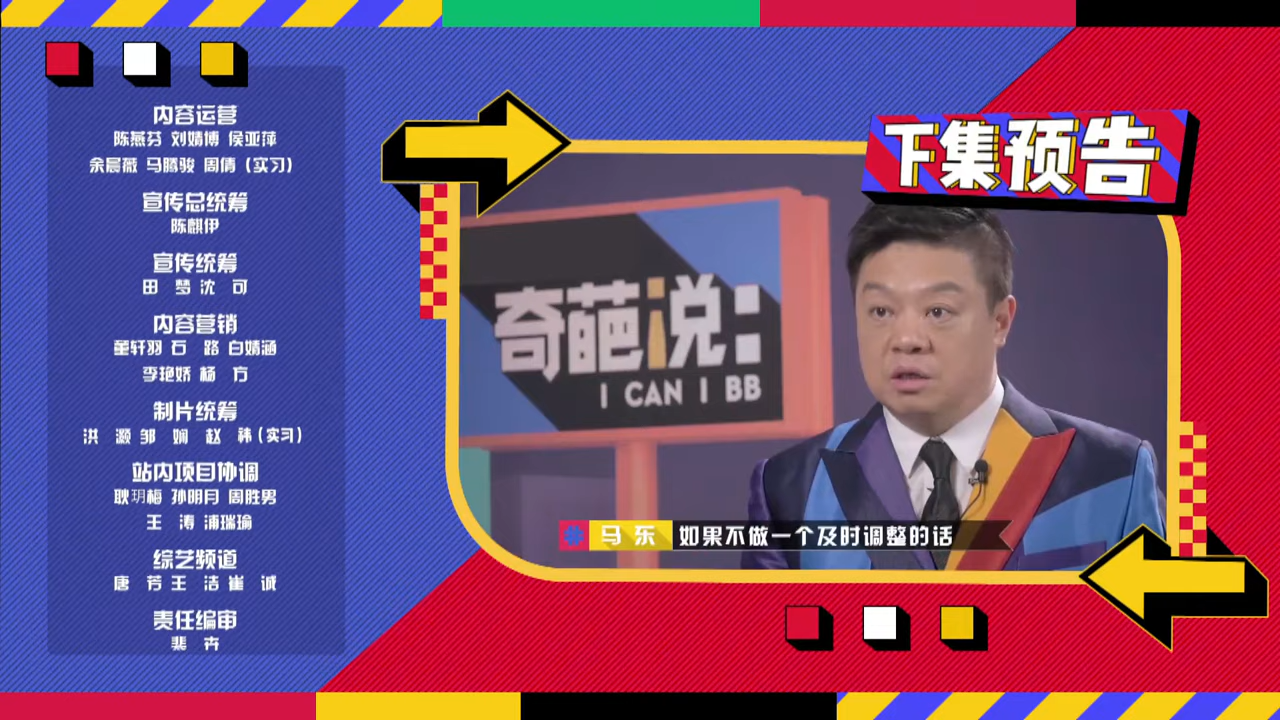 内容运营
陈燕芬 刘婧博 侯亚萍
余晨薇 马腾骏 周倩（实习）
宣传总统筹
陈麒伊
宣传统筹
田 梦 沈 可
内容营销
董轩羽 石 路 白婧涵
李艳娇 杨 方
制片统筹
洪 灏 邹 娴 赵 祎（实习）
站内项目协调
耿玥梅 孙明月 周胜男
王 涛 浦瑞瑜
综艺频道
唐 芳 王 洁 崔 诚
责任编审
裴 卉
下集预告
奇葩说：
I CAN I BB
马东 如果不做一个及时调整的话